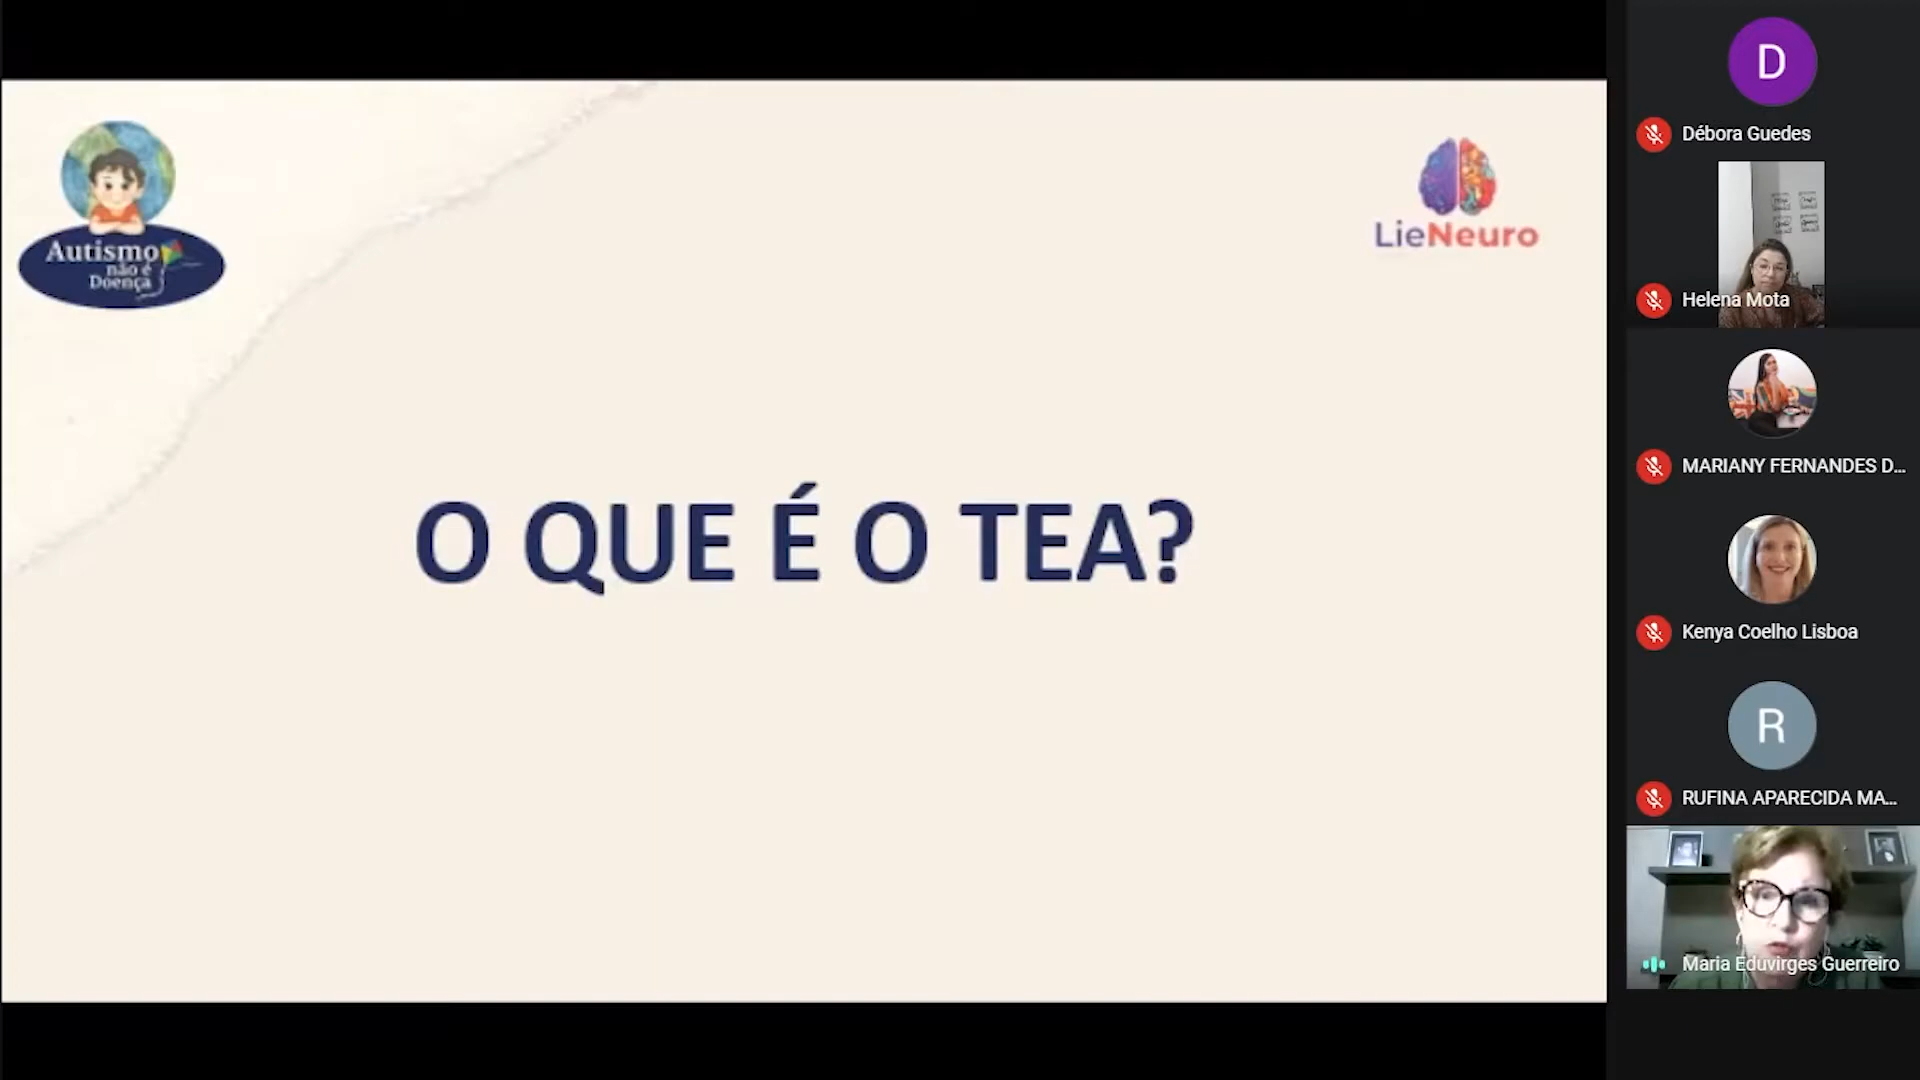 Autismo
não é
Doença
LieNeuro
O QUE É O TEA?
D
Débora Guedes
Helena Mota
MARIANY FERNANDES D...
Kenya Coelho Lisboa
R
RUFINA APARECIDA MA...
Maria Eduvirges Guerreiro